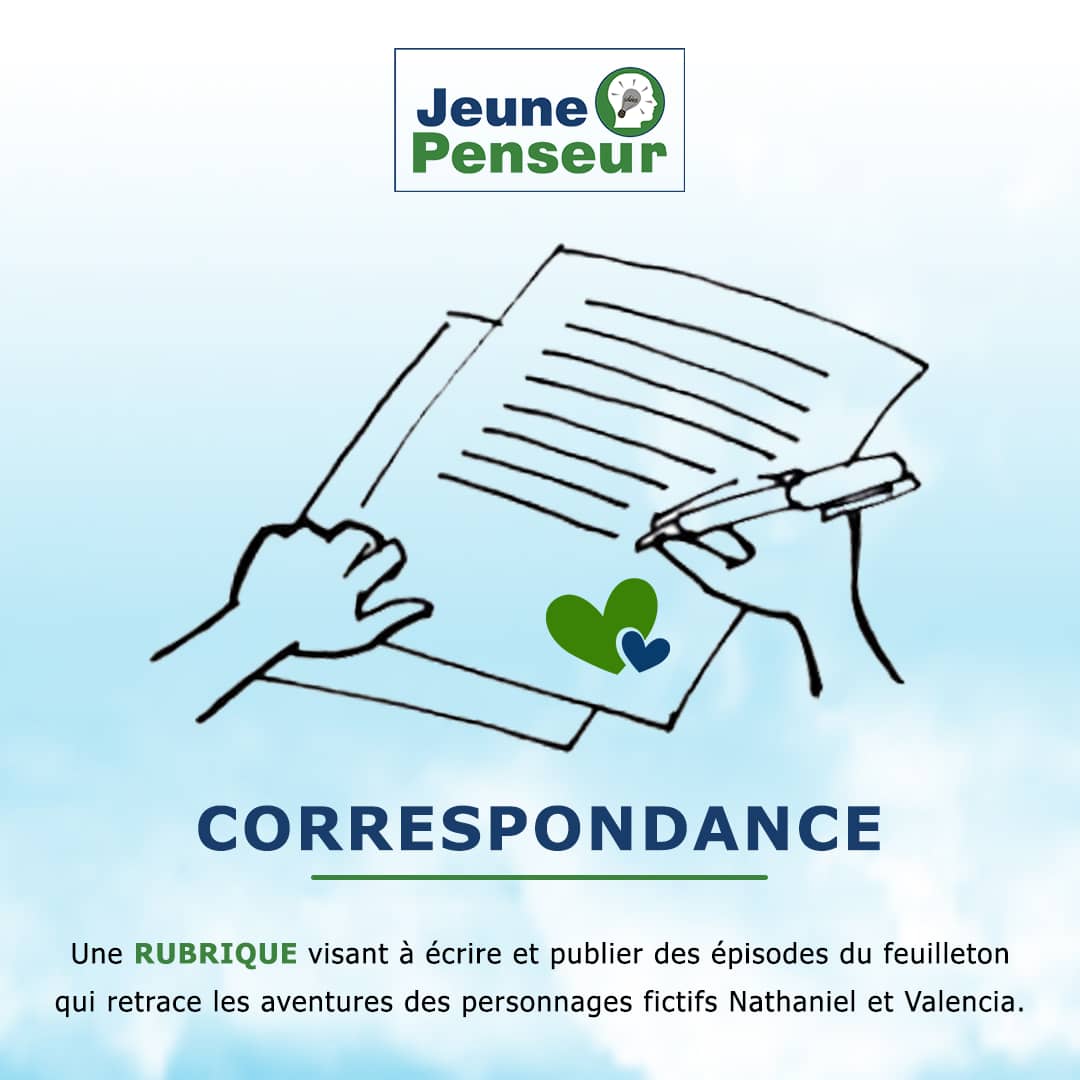 Jeune
Penseur
CORRESPONDANCE
Une RUBRIQUE visant à écrire et publier des épisodes du feuilleton
qui retrace les aventures des personnages fictifs Nathaniel et Valencia.